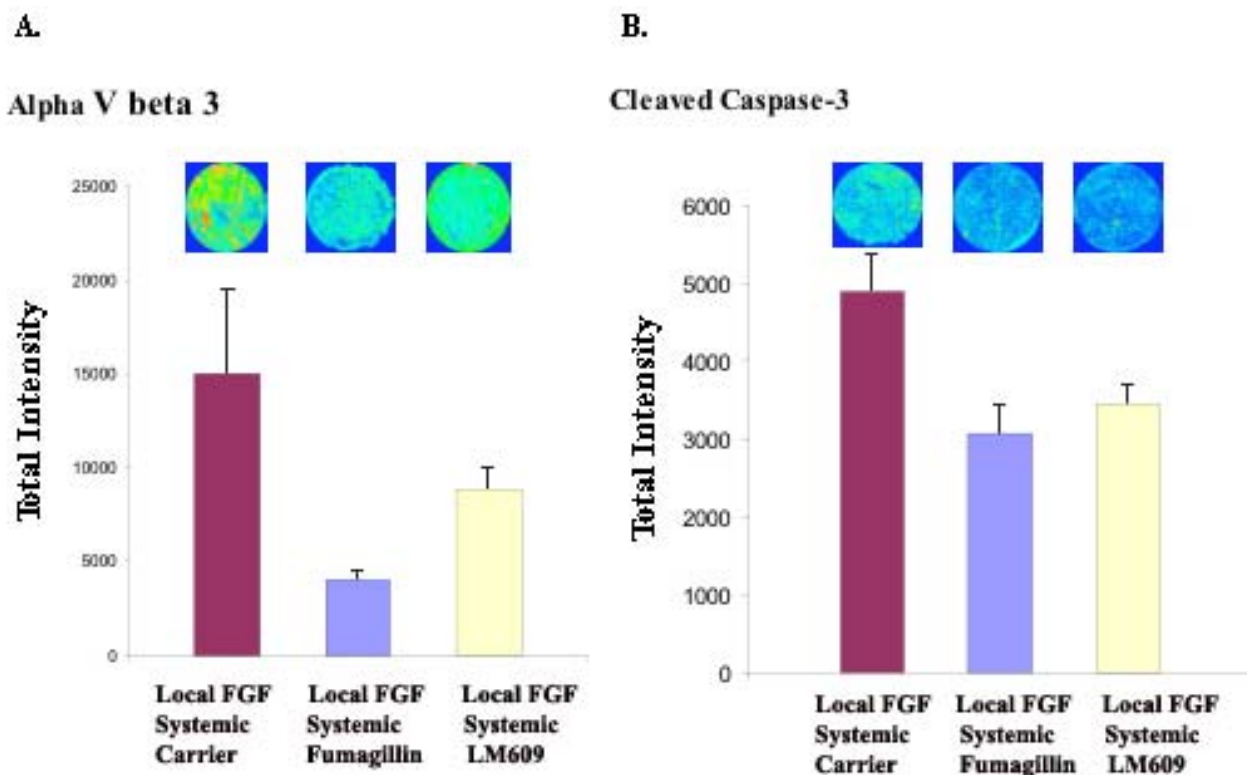 A.
Alpha V beta 3
Total Intensity
25000
20000
15000
10000
5000
0
Local FGF Systemic Carrier
Local FGF Systemic Fumagillin
Local FGF Systemic LM609
B.
Cleaved Caspase-3
Total Intensity
6000
5000
4000
3000
2000
1000
0
Local FGF Systemic Carrier
Local FGF Systemic Fumagillin
Local FGF Systemic LM609